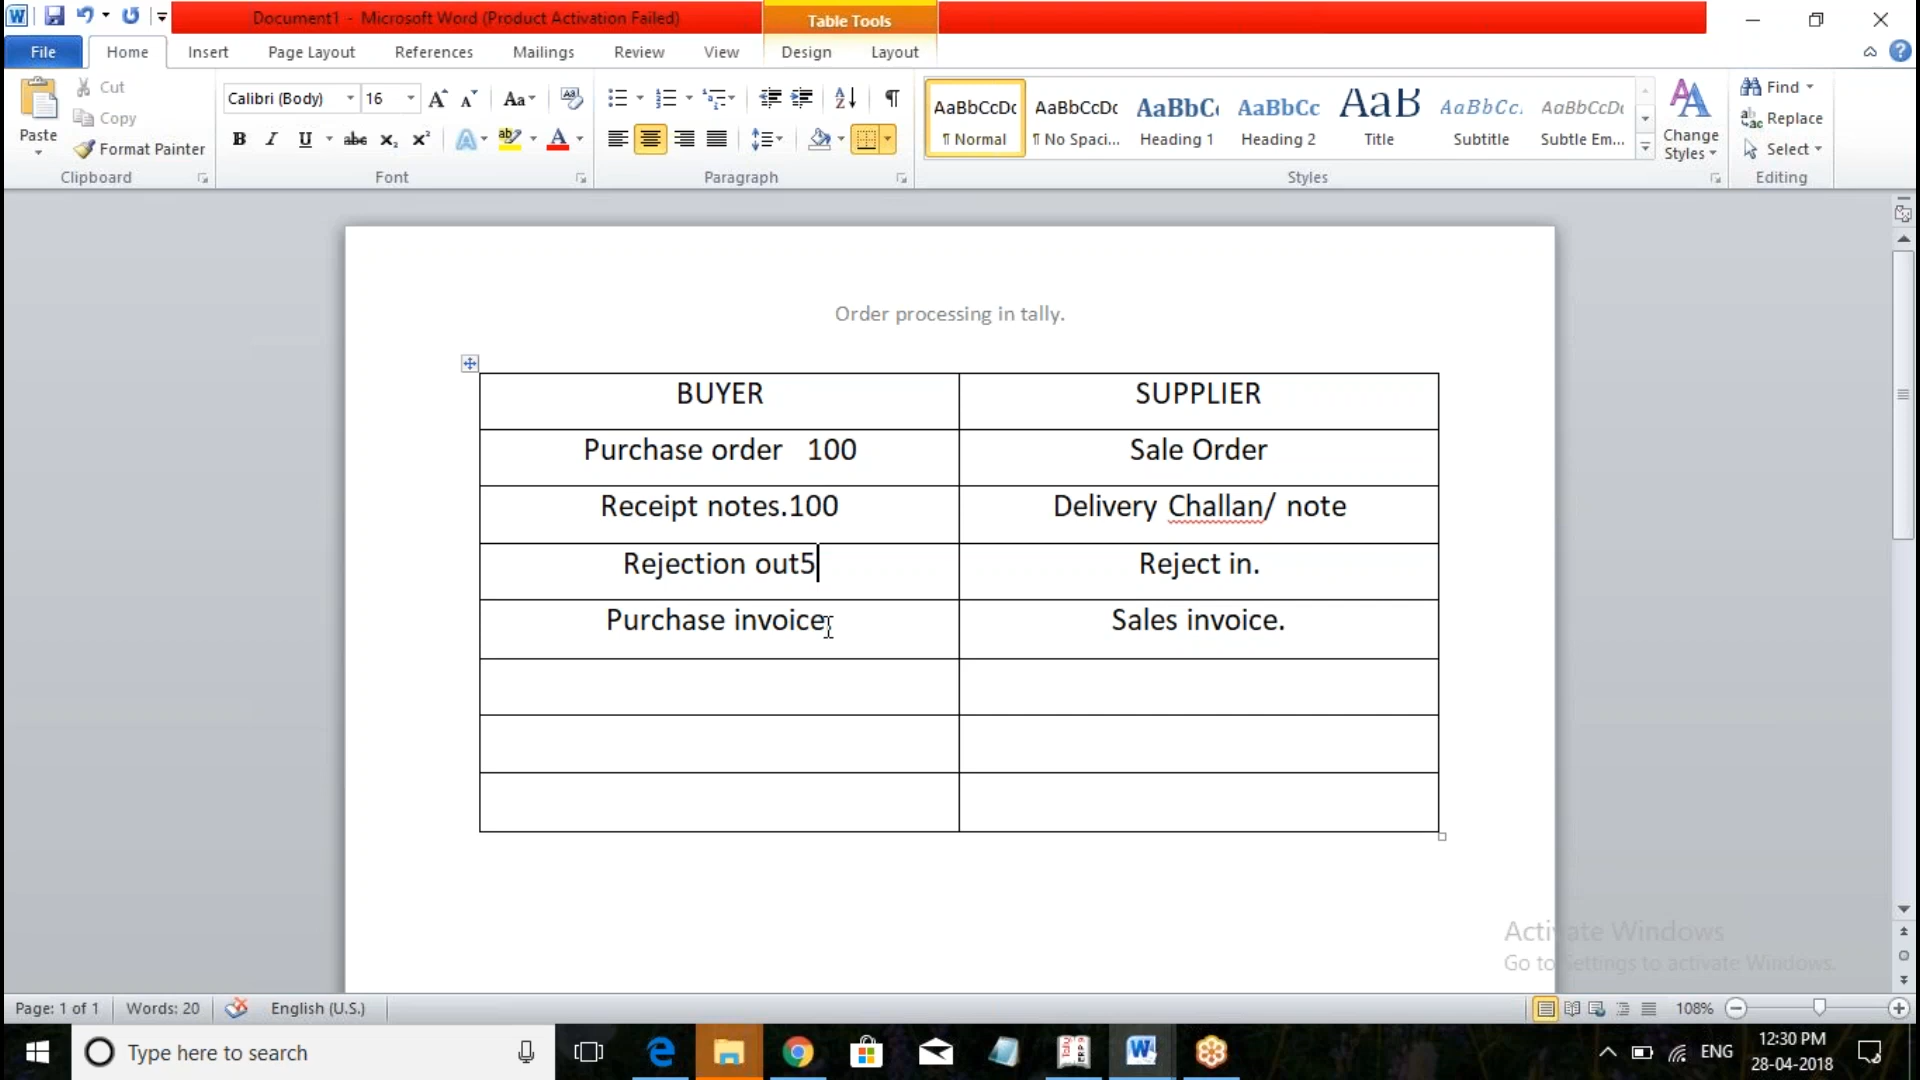 Document1 - Microsoft Word (Product Activation Failed)
Table Tools
File Home Insert Page Layout References Mailings Review View Design Layout
Cut
Copy
Format Painter
Paste
Clipboard
Calibri (Body) 16
Font
Paragraph
AaBbCcDc AaBbCcDc AaBbC AaBbCc AaB AaBbCc. AaBbCcDc
¶ Normal ¶ No Spaci... Heading 1 Heading 2 Title Subtitle Subtle Em...
Change Styles
Styles
Find
Replace
Select
Editing
Order processing in tally.
BUYER SUPPLIER
Purchase order 100 Sale Order
Receipt notes.100 Delivery Challan/ note
Rejection out5 Reject in.
Purchase invoice Sales invoice.
Activate Windows
Go to Settings to activate Windows.
Page: 1 of 1 Words: 20 English (U.S.) 108%
Type here to search
ENG
12:30 PM
28-04-2018